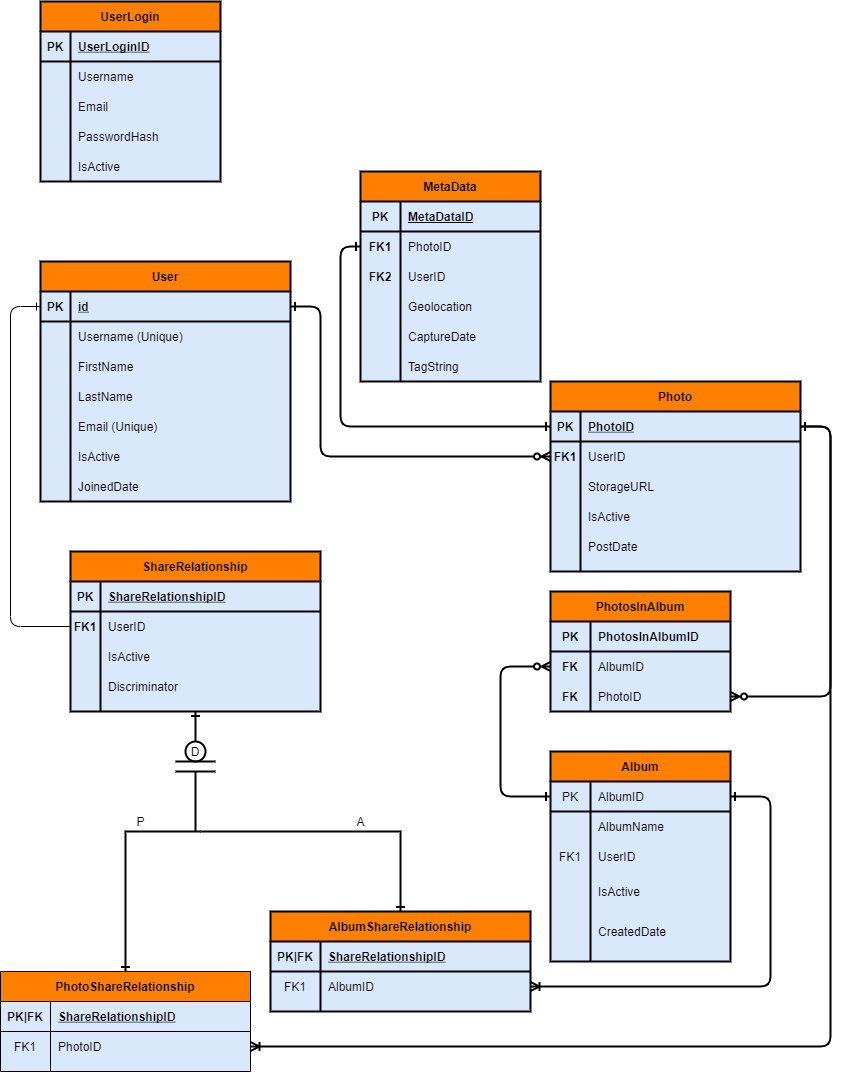 UserLogin
PK UserLoginID
Username
Email
PasswordHash
IsActive
MetaData
PK MetaDataID
FK1 PhotoID
FK2 UserID
Geolocation
CaptureDate
TagString
User
PK id
Username (Unique)
FirstName
LastName
Email (Unique)
IsActive
JoinedDate
Photo
PK PhotoID
FK1 UserID
StorageURL
IsActive
PostDate
ShareRelationship
PK ShareRelationshipID
FK1 UserID
IsActive
Discriminator
D
P A
PhotosInAlbum
PK PhotosInAlbumID
FK AlbumID
FK PhotoID
Album
PK AlbumID
AlbumName
FK1 UserID
IsActive
CreatedDate
AlbumShareRelationship
PK|FK ShareRelationshipID
FK1 AlbumID
PhotoShareRelationship
PK|FK ShareRelationshipID
FK1 PhotoID